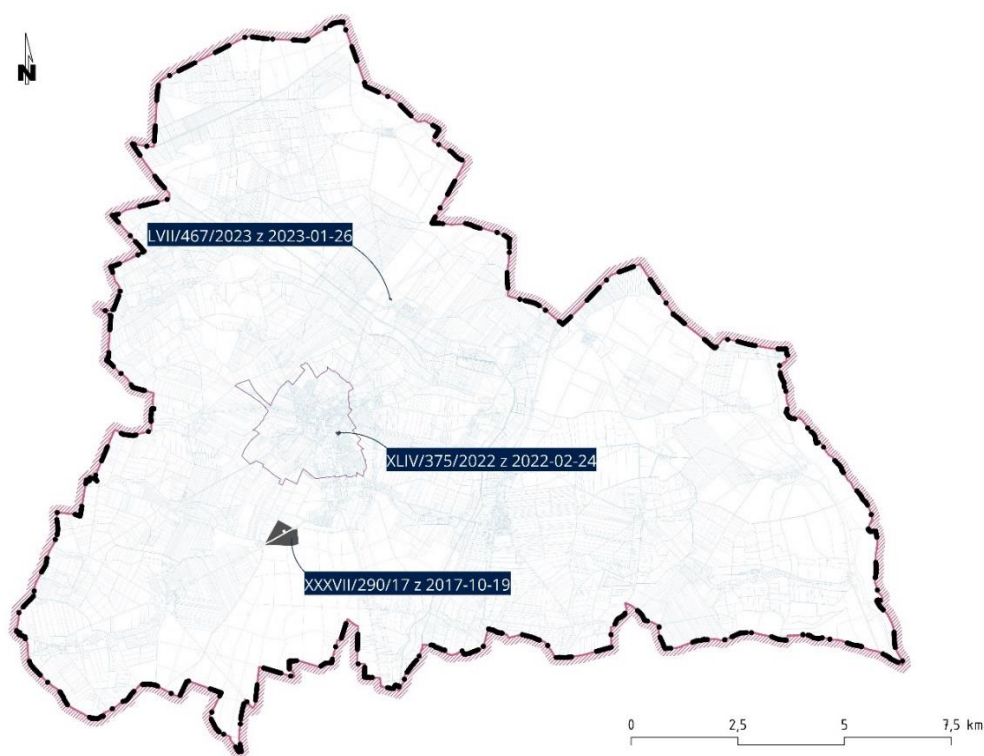 N
LVII/467/2023 z 2023-01-26
XLIV/375/2022 z 2022-02-24
XXXVII/290/17 z 2017-10-19
0 2,5 5 7,5 km